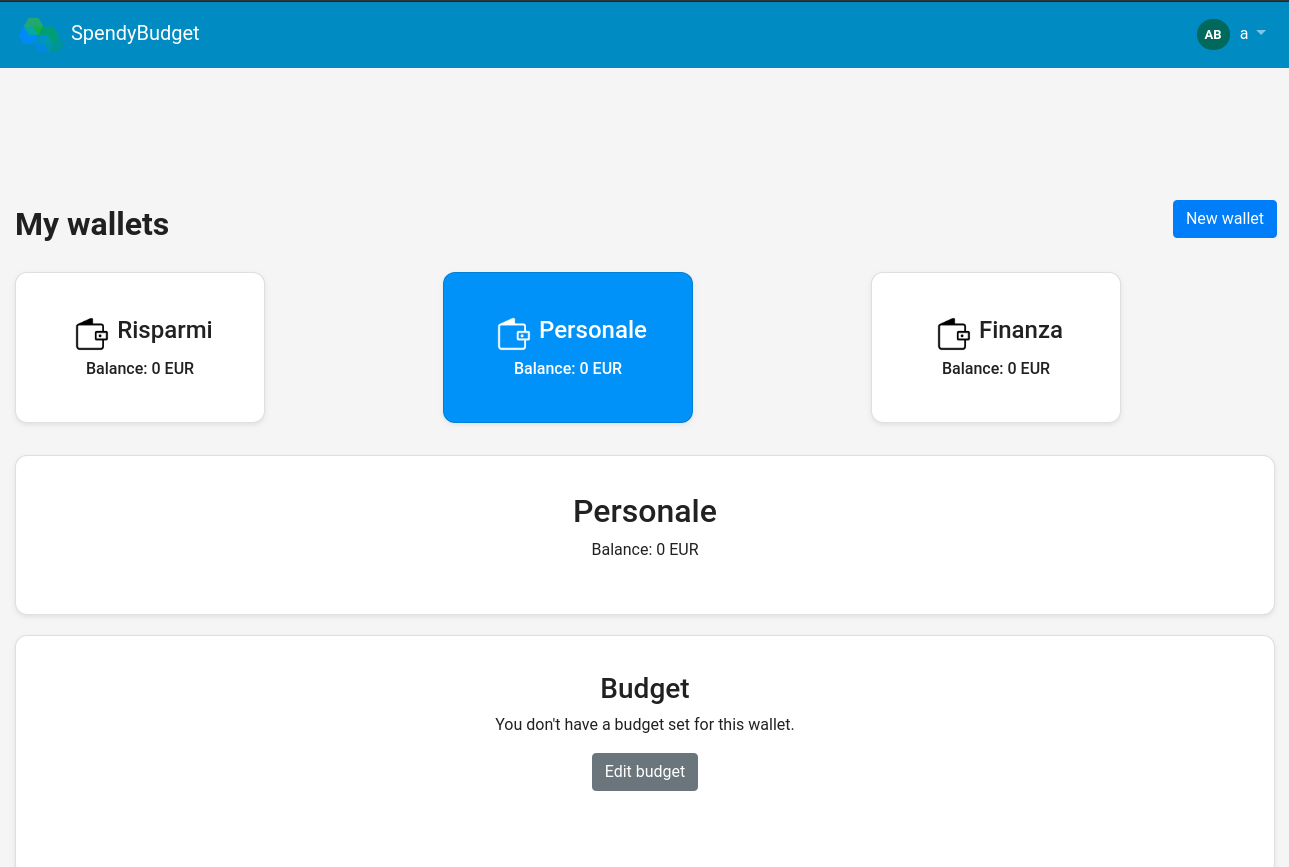 SpendyBudget
AB a
My wallets
New wallet
Risparmi
Balance: 0 EUR
Personale
Balance: 0 EUR
Finanza
Balance: 0 EUR
Personale
Balance: 0 EUR
Budget
You don't have a budget set for this wallet.
Edit budget